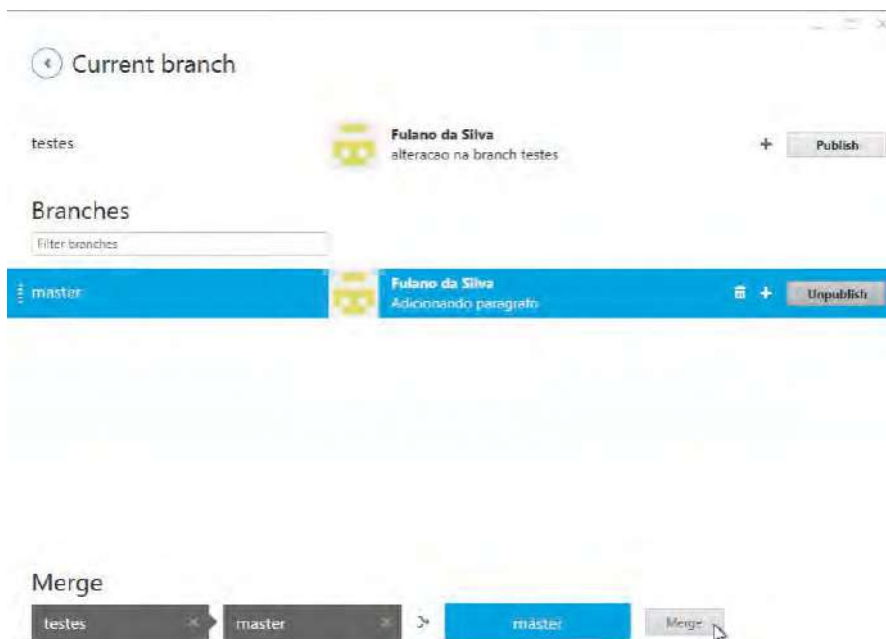 Current branch
testes
Fulano da Silva
alteracao na branch testes
+ Publish
Branches
Filter branches
master
Fulano da Silva
Adicionando paragrafo
+ Unpublish
Merge
testes × master × master Merge